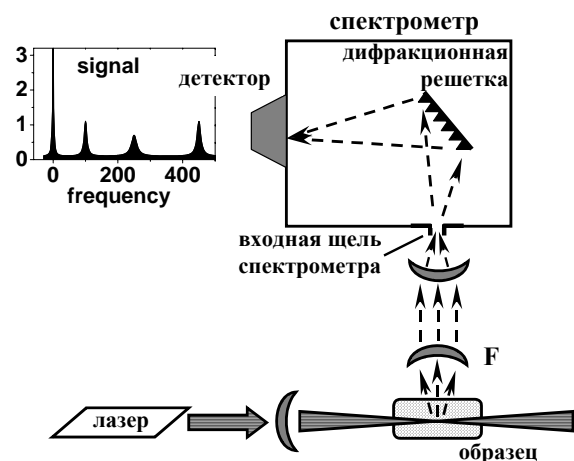 спектрометр
дифракционная
решетка
детектор
3
2
1
0
signal
0 200 400
frequency
входная щель
спектрометра
F
лазер
образец